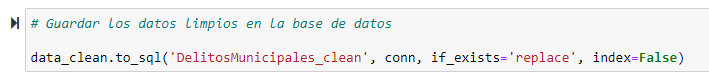 # Guardar los datos limpios en la base de datos
data_clean.to_sql('DelitosMunicipales_clean', conn, if_exists='replace', index=False)